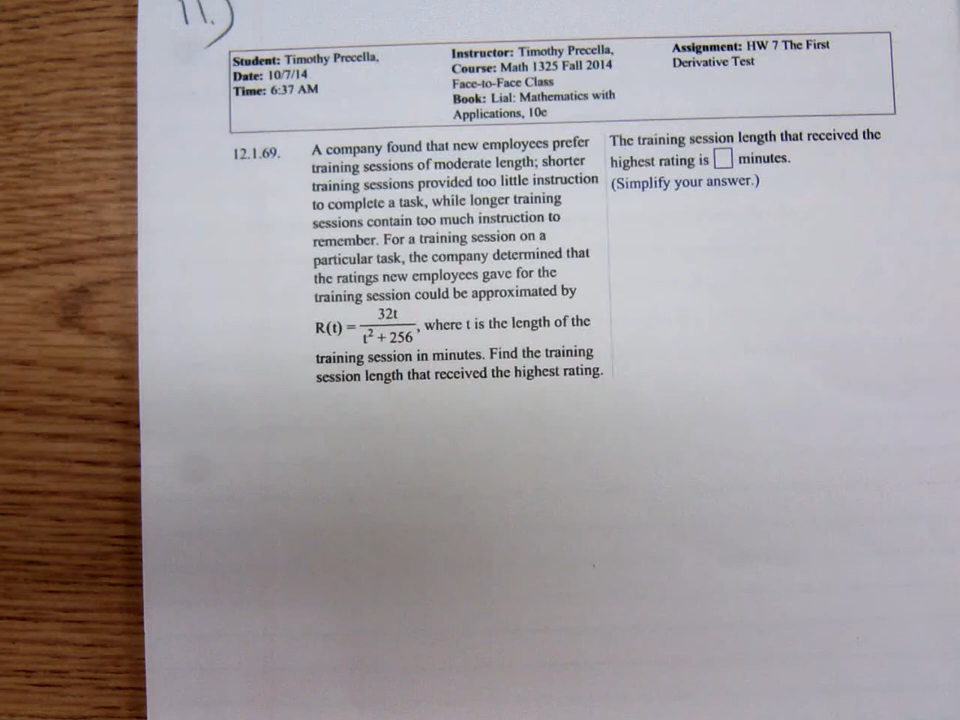 11.)
Student: Timothy Precella,
Date: 10/7/14
Time: 6:37 AM
Instructor: Timothy Precella,
Course: Math 1325 Fall 2014
Face-to-Face Class
Book: Lial: Mathematics with
Applications, 10e
Assignment: HW 7 The First
Derivative Test
12.1.69.
A company found that new employees prefer
training sessions of moderate length; shorter
training sessions provided too little instruction
to complete a task, while longer training
sessions contain too much instruction to
remember. For a training session on a
particular task, the company determined that
the ratings new employees gave for the
training session could be approximated by
R(t) = 32t / (t² + 256), where t is the length of the
training session in minutes. Find the training
session length that received the highest rating.
The training session length that received the
highest rating is □ minutes.
(Simplify your answer.)